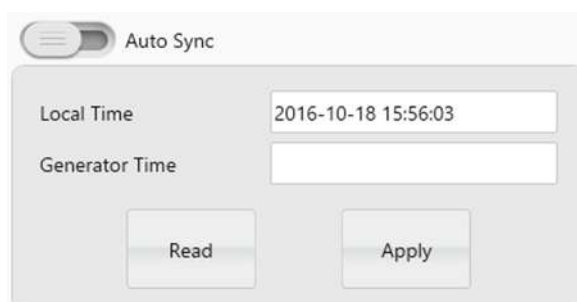 Auto Sync
Local Time 2016-10-18 15:56:03
Generator Time
Read Apply